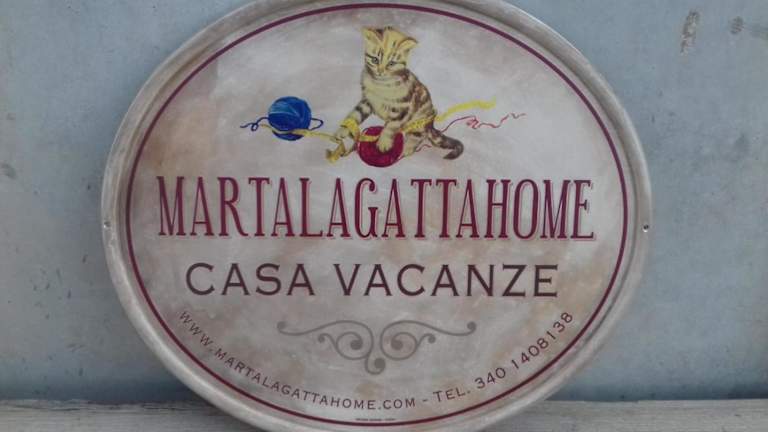 MARTALAGATTAHOME
CASA VACANZE
WWW.MARTALAGATTAHOME.COM - TEL. 340 1408138